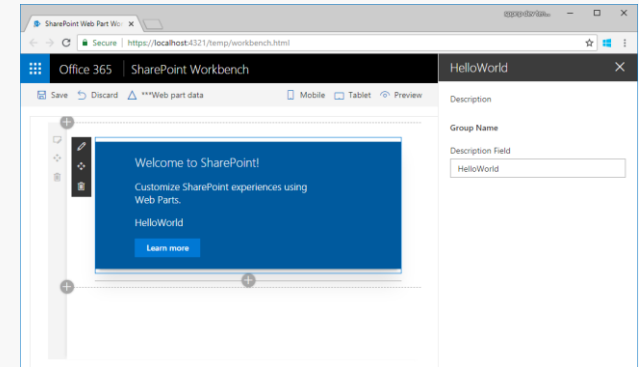 SharePoint Web Part Wo
Secure https://localhost:4321/temp/workbench.html
Office 365 SharePoint Workbench
Save Discard ***Web part data Mobile Tablet Preview
Welcome to SharePoint!
Customize SharePoint experiences using
Web Parts.
HelloWorld
Learn more
HelloWorld
Description
Group Name
Description Field
HelloWorld